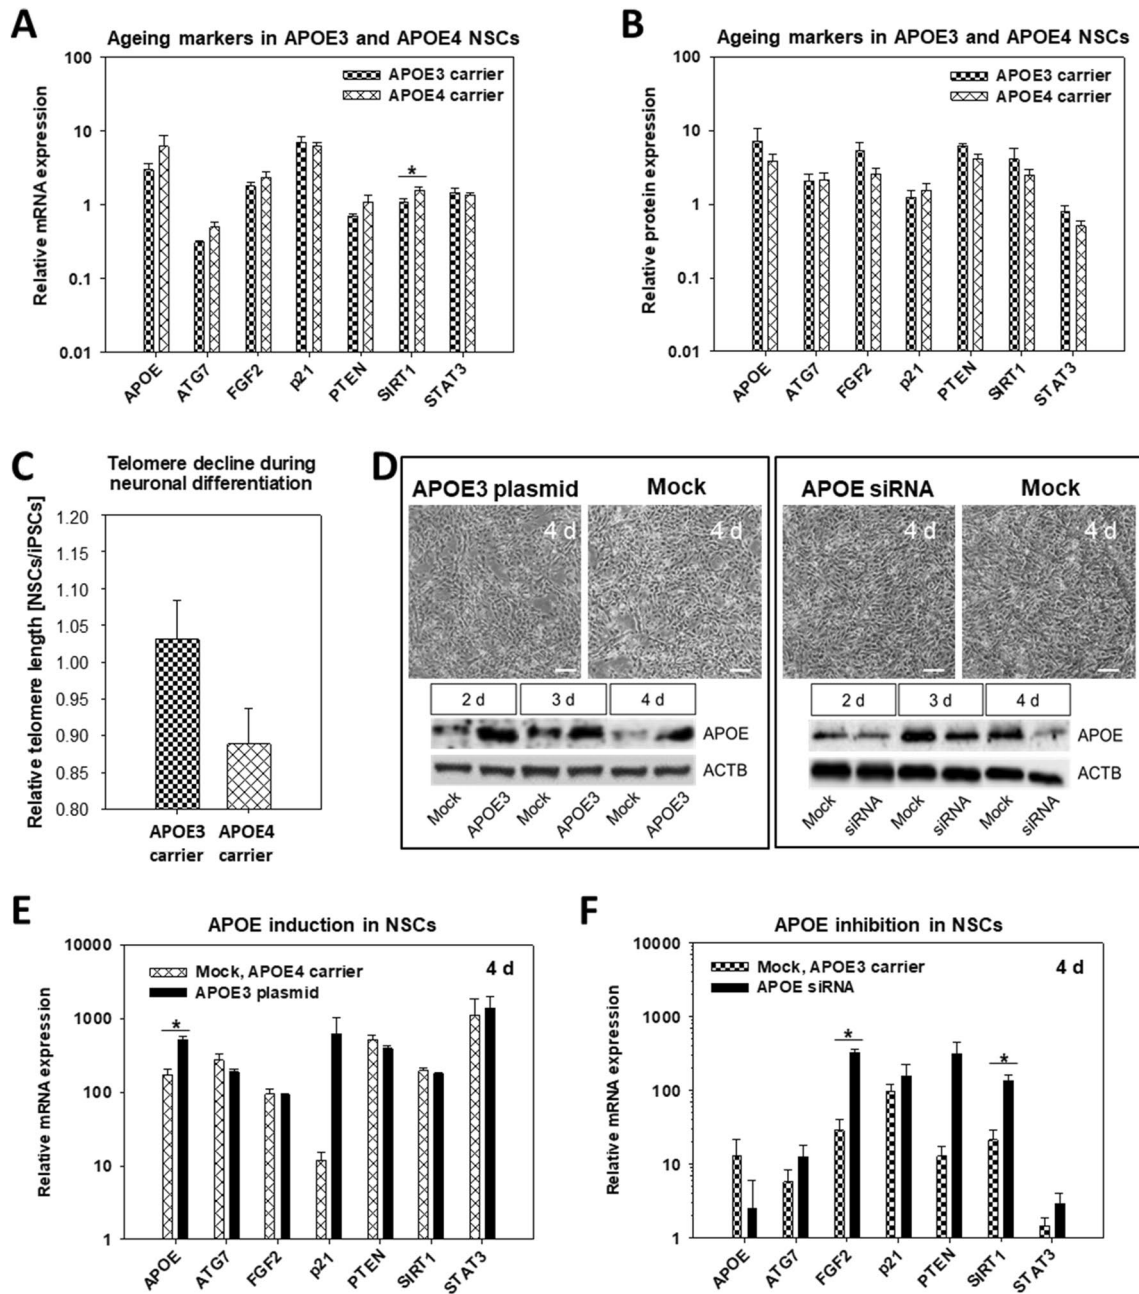 A
Ageing markers in APOE3 and APOE4 NSCs
100
10
1
0.1
0.01
Relative mRNA expression
APOE3 carrier
APOE4 carrier
*
APOE
ATG7
FGF2
p21
PTEN
SIRT1
STAT3
B
Ageing markers in APOE3 and APOE4 NSCs
100
10
1
0.1
0.01
Relative protein expression
APOE3 carrier
APOE4 carrier
APOE
ATG7
FGF2
p21
PTEN
SIRT1
STAT3
C
Telomere decline during
neuronal differentiation
1.20
1.15
1.10
1.05
1.00
0.95
0.90
0.85
0.80
Relative telomere length [NSCs/iPSCs]
APOE3
carrier
APOE4
carrier
D
APOE3 plasmid
Mock
4 d
4 d
2 d
3 d
4 d
APOE
ACTB
Mock
APOE3
Mock
APOE3
Mock
APOE3
APOE siRNA
Mock
4 d
4 d
2 d
3 d
4 d
APOE
ACTB
Mock
siRNA
Mock
siRNA
Mock
siRNA
E
APOE induction in NSCs
10000
1000
100
10
1
Relative mRNA expression
Mock, APOE4 carrier
APOE3 plasmid
4 d
*
APOE
ATG7
FGF2
p21
PTEN
SIRT1
STAT3
F
APOE inhibition in NSCs
10000
1000
100
10
1
Relative mRNA expression
Mock, APOE3 carrier
APOE siRNA
4 d
*
*
APOE
ATG7
FGF2
p21
PTEN
SIRT1
STAT3